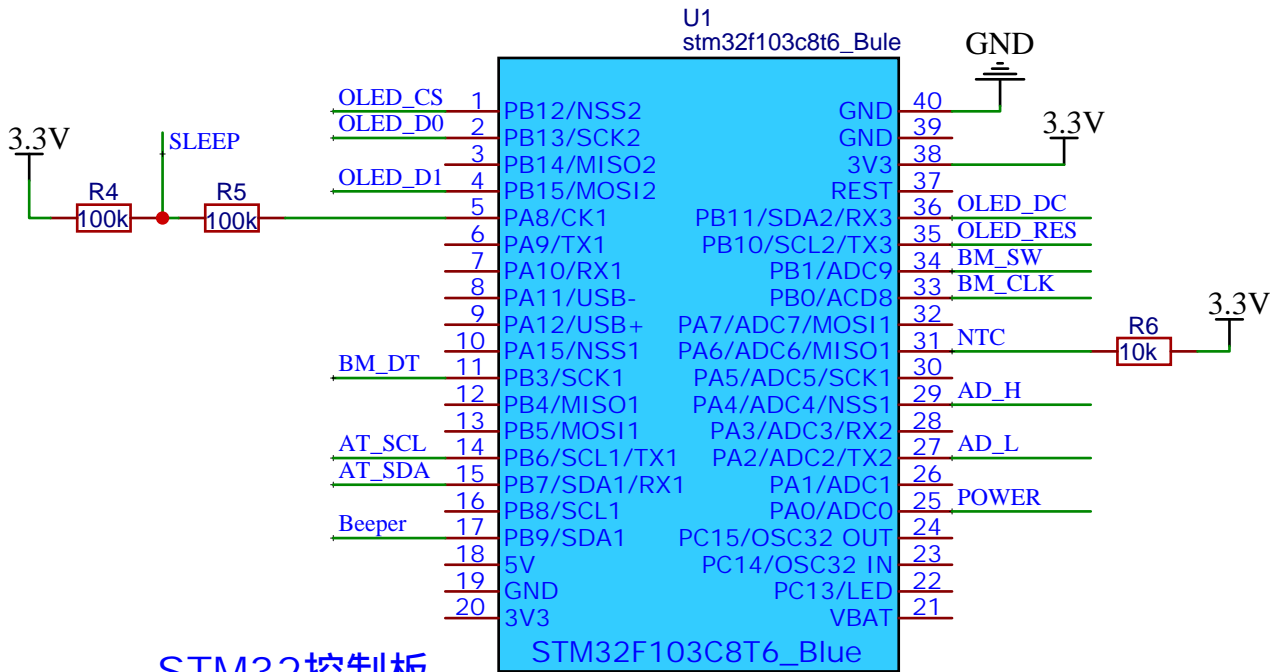 U1
stm32f103c8t6_Bule
GND
3.3V
SLEEP
R4
100k
R5
100k
OLED_CS 1 PB12/NSS2
OLED_D0 2 PB13/SCK2
3 PB14/MISO2
OLED_D1 4 PB15/MOSI2
5 PA8/CK1
6 PA9/TX1
7 PA10/RX1
8 PA11/USB-
9 PA12/USB+
10 PA15/NSS1
BM_DT 11 PB3/SCK1
12 PB4/MISO1
13 PB5/MOSI1
AT_SCL 14 PB6/SCL1/TX1
AT_SDA 15 PB7/SDA1/RX1
16 PB8/SCL1
Beeper 17 PB9/SDA1
18 5V
19 GND
20 3V3
GND 40
GND 39
3V3 38
3.3V
REST 37
PB11/SDA2/RX3 36 OLED_DC
PB10/SCL2/TX3 35 OLED_RES
PB1/ADC9 34 BM_SW
PB0/ACD8 33 BM_CLK
PA7/ADC7/MOSI1 32
PA6/ADC6/MISO1 31 NTC
R6
10k
3.3V
PA5/ADC5/SCK1 30
PA4/ADC4/NSS1 29 AD_H
PA3/ADC3/RX2 28
PA2/ADC2/TX2 27 AD_L
PA1/ADC1 26
PA0/ADC0 25 POWER
PC15/OSC32 OUT 24
PC14/OSC32 IN 23
PC13/LED 22
VBAT 21
STM32F103C8T6_Blue
STM32控制板